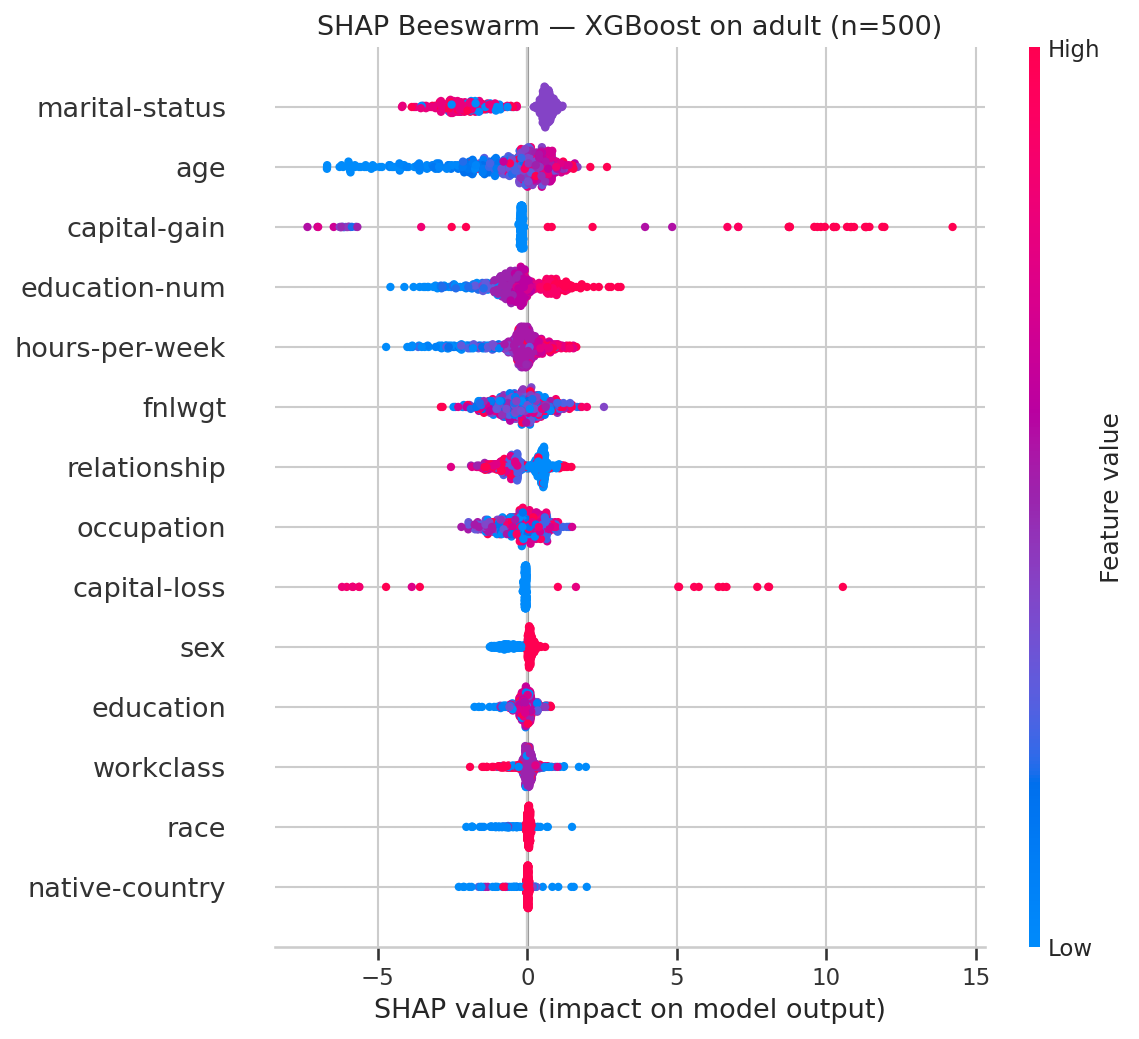 SHAP Beeswarm — XGBoost on adult (n=500)
High
marital-status
age
capital-gain
education-num
hours-per-week
fnlwgt
relationship
occupation
capital-loss
sex
education
workclass
race
native-country
Feature value
Low
−5
0
5
10
15
SHAP value (impact on model output)